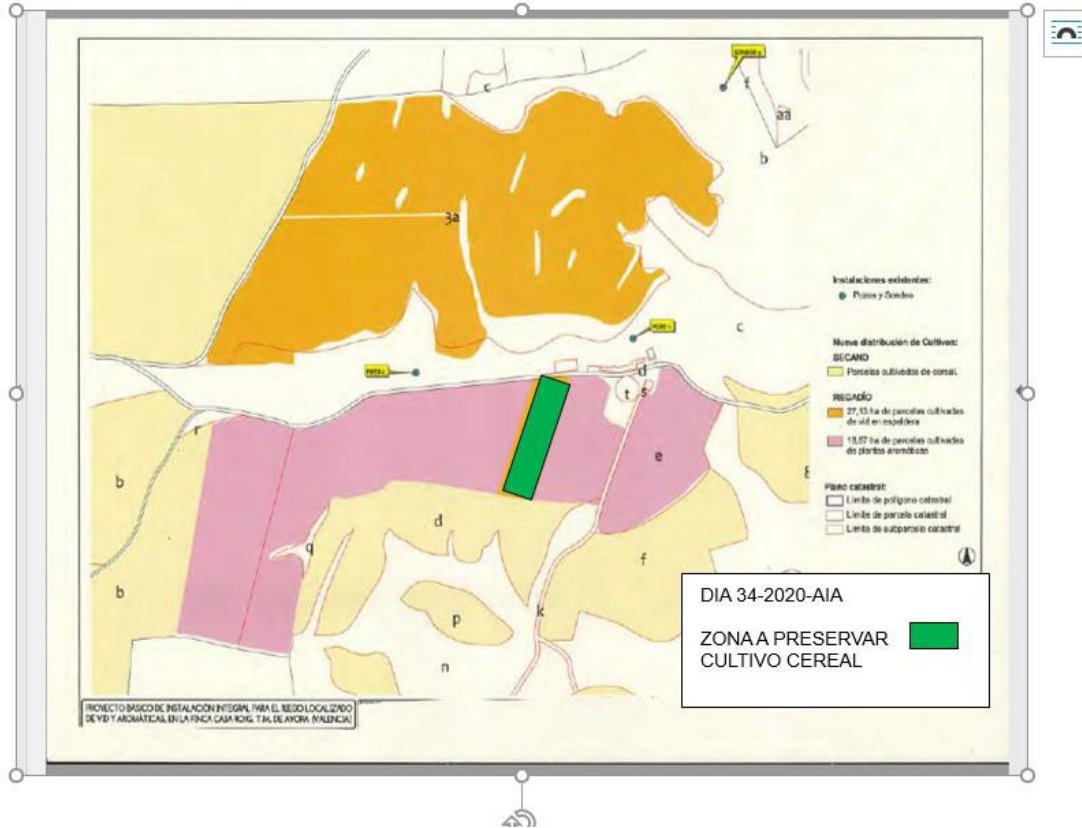 SONDEO 3
c
f
aa
b
3a
Instalaciones existentes:
Pozos y Sondeo
c
Nueva distribución de Cultivos:
SECANO
Parcelas cultivadas de cereal.
REGADÍO
27,13 ha de parcelas cultivadas
de vid en espaldera
18,87 ha de parcelas cultivadas
de plantas aromáticas
Plano catastral:
Límite de polígono catastral
Límite de parcela catastral
Límite de subparcela catastral
d
t
s
r
e
b
g
d
q
f
b
p
k
n
DIA 34-2020-AIA
ZONA A PRESERVAR
CULTIVO CEREAL
PROYECTO BÁSICO DE INSTALACIÓN INTEGRAL PARA EL RIEGO LOCALIZADO
DE VID Y AROMÁTICAS, EN LA FINCA CASA ROIG, T.M. DE AYORA (VALENCIA)